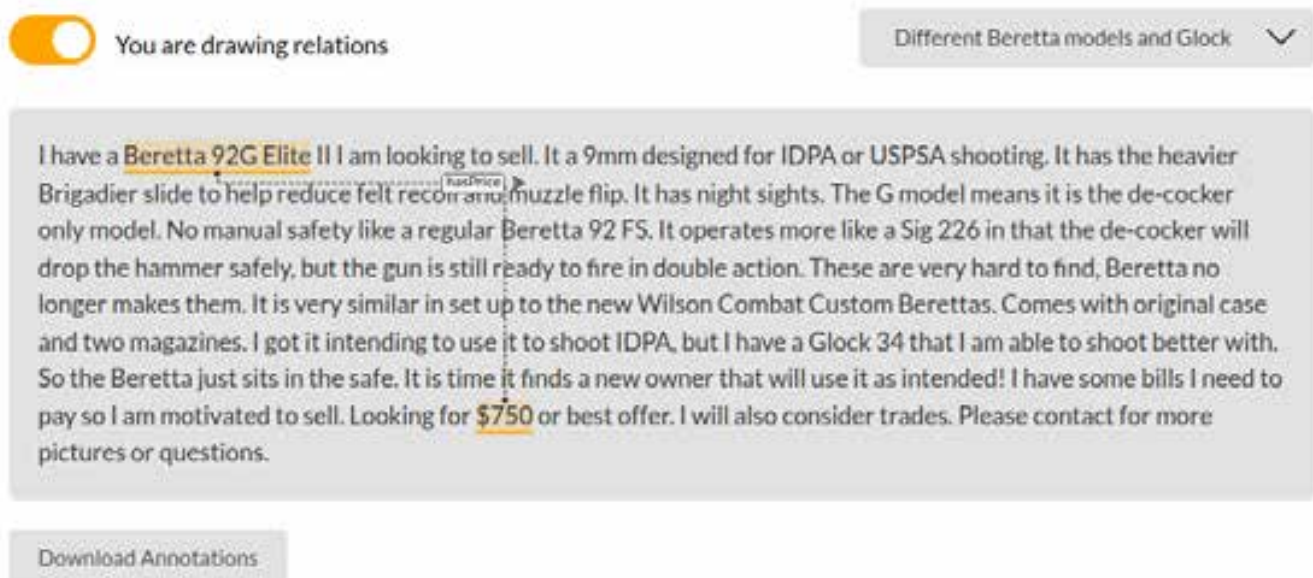 You are drawing relations
Different Beretta models and Glock
I have a Beretta 92G Elite II I am looking to sell. It a 9mm designed for IDPA or USPSA shooting. It has the heavier
hasPrice
Brigadier slide to help reduce felt recoil and muzzle flip. It has night sights. The G model means it is the de-cocker
only model. No manual safety like a regular Beretta 92 FS. It operates more like a Sig 226 in that the de-cocker will
drop the hammer safely, but the gun is still ready to fire in double action. These are very hard to find, Beretta no
longer makes them. It is very similar in set up to the new Wilson Combat Custom Berettas. Comes with original case
and two magazines. I got it intending to use it to shoot IDPA, but I have a Glock 34 that I am able to shoot better with.
So the Beretta just sits in the safe. It is time it finds a new owner that will use it as intended! I have some bills I need to
pay so I am motivated to sell. Looking for $750 or best offer. I will also consider trades. Please contact for more
pictures or questions.
Download Annotations